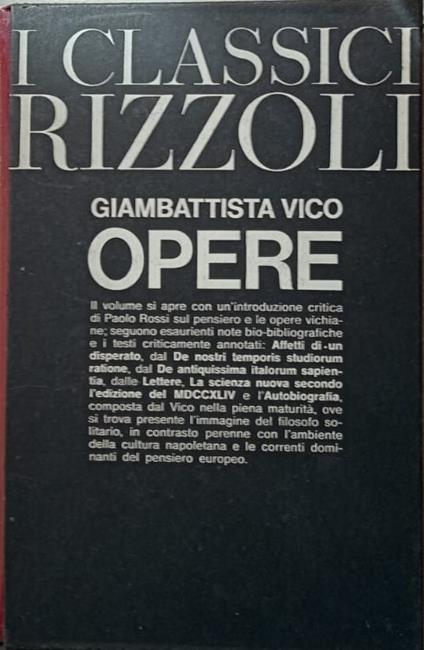 I CLASSICI
RIZZOLI
GIAMBATTISTA VICO
OPERE
Il volume si apre con un'introduzione critica
di Paolo Rossi sul pensiero e le opere vichia-
ne; seguono esaurienti note bio-bibliografiche
e i testi criticamente annotati: Affetti di un
disperato, dal De nostri temporis studiorum
ratione, dal De antiquissima italorum sapien-
tia, dalle Lettere, La scienza nuova secondo
l'edizione del MDCCXLIV e l'Autobiografia,
composta dal Vico nella piena maturità, ove
si trova presente l'immagine del filosofo so-
litario, in contrasto perenne con l'ambiente
della cultura napoletana e le correnti domi-
nanti del pensiero europeo.